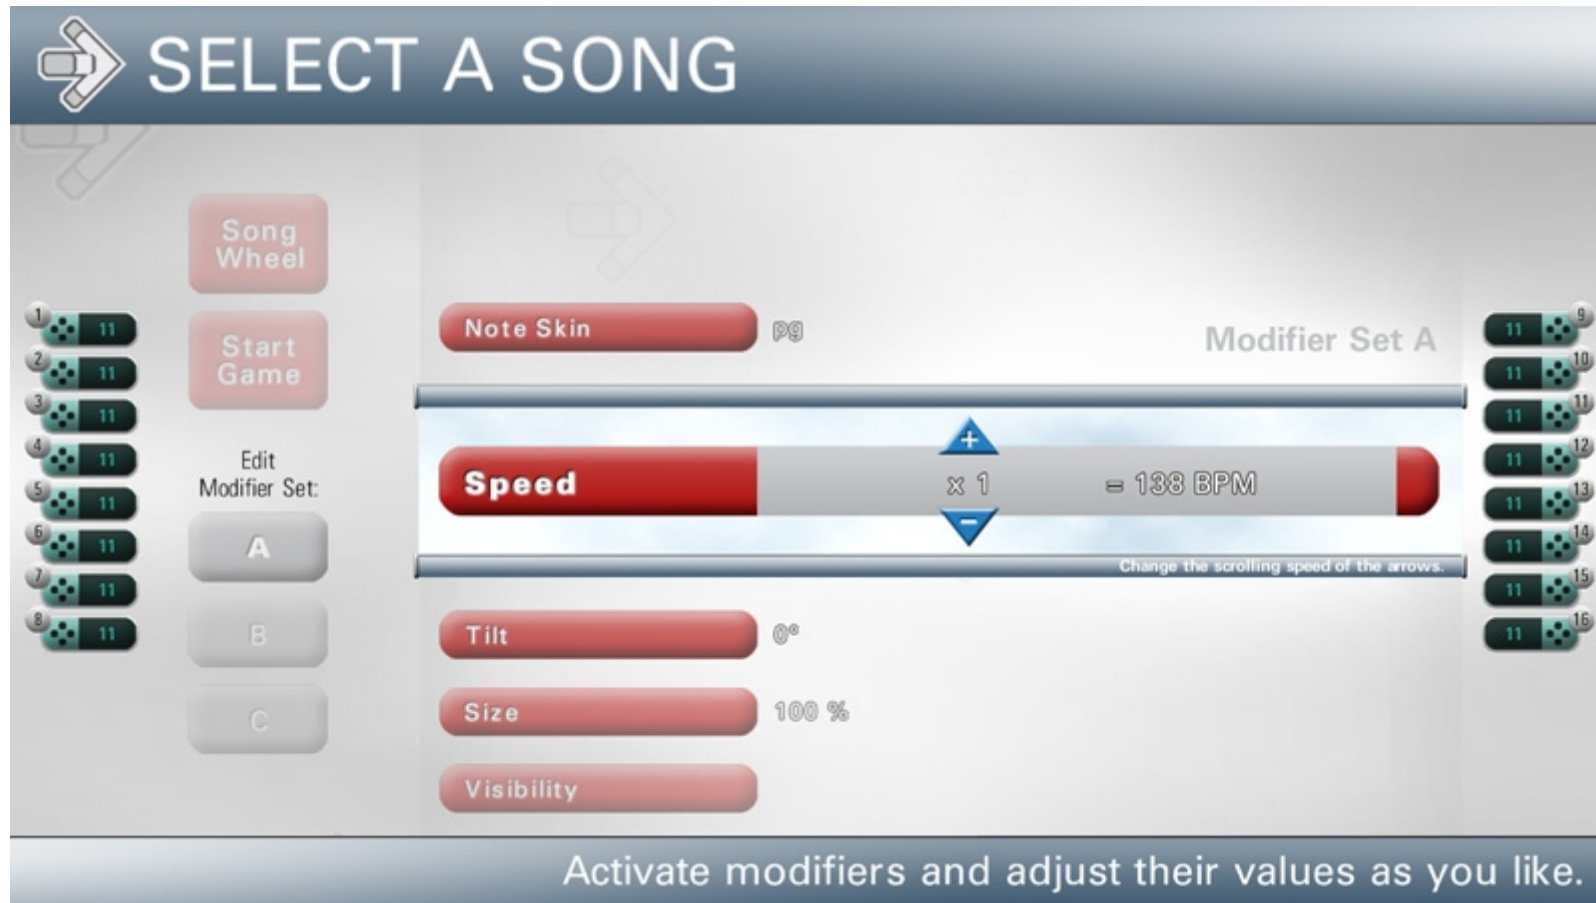 SELECT A SONG
Song
Wheel
Start
Game
Edit
Modifier Set:
A
B
C
1 11
2 11
3 11
4 11
5 11
6 11
7 11
8 11
Note Skin pg
Modifier Set A
+
Speed x 1 = 138 BPM
-
Change the scrolling speed of the arrows.
Tilt 0°
Size 100 %
Visibility
11 9
11 10
11 11
11 12
11 13
11 14
11 15
11 16
Activate modifiers and adjust their values as you like.